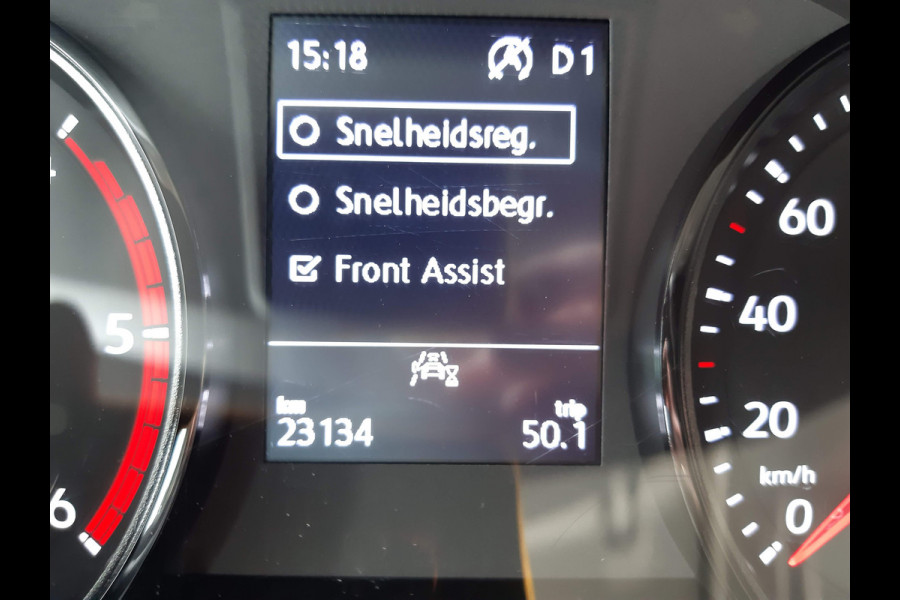 15:18 D1
Snelheidsreg.
Snelheidsbegr.
Front Assist
km
23134
trip
50.1
5
6
60
40
20
km/h
0